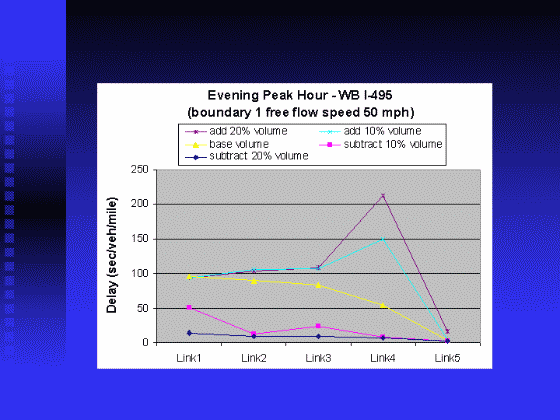 Evening Peak Hour - WB I-495
(boundary 1 free flow speed 50 mph)
add 20% volume
add 10% volume
base volume
subtract 10% volume
subtract 20% volume
Delay (sec/veh/mile)
250
200
150
100
50
0
Link1 Link2 Link3 Link4 Link5